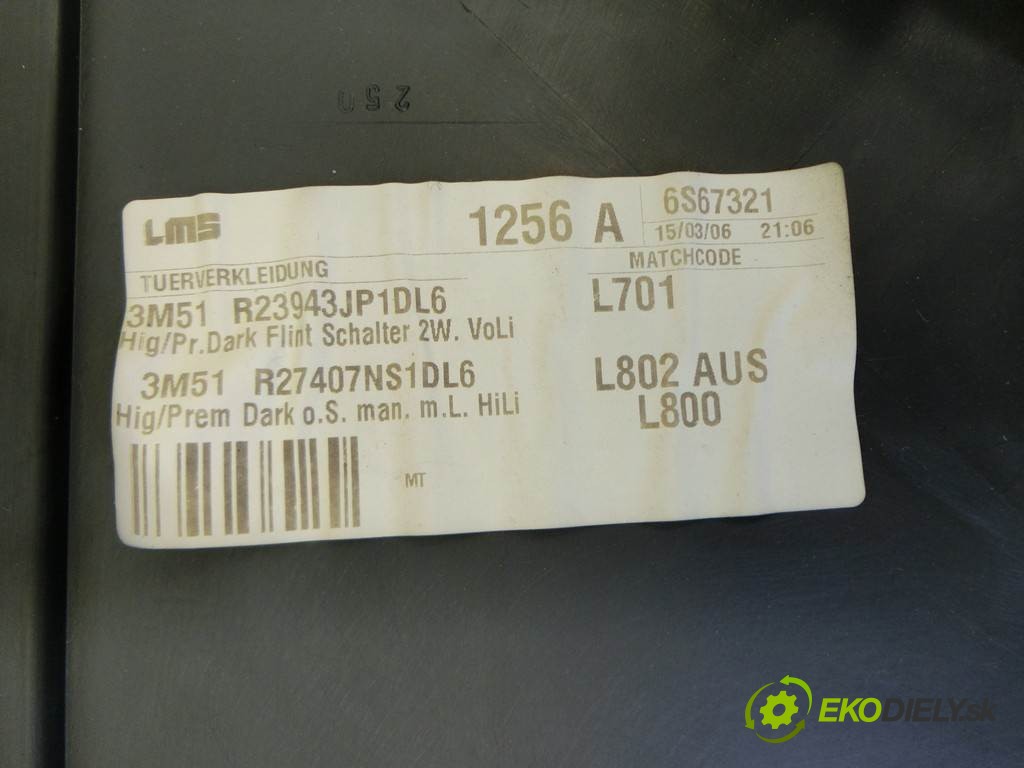 250
LMS
1256 A
6S67321
15/03/06 21:06
TUERVERKLEIDUNG
MATCHCODE
3M51 R23943JP1DL6
L701
Hig/Pr.Dark Flint Schalter 2W. VoLi
3M51 R27407NS1DL6
L802 AUS
Hig/Prem Dark o.S. man. m.L. HiLi
L800
MT
EKODIELY.sk